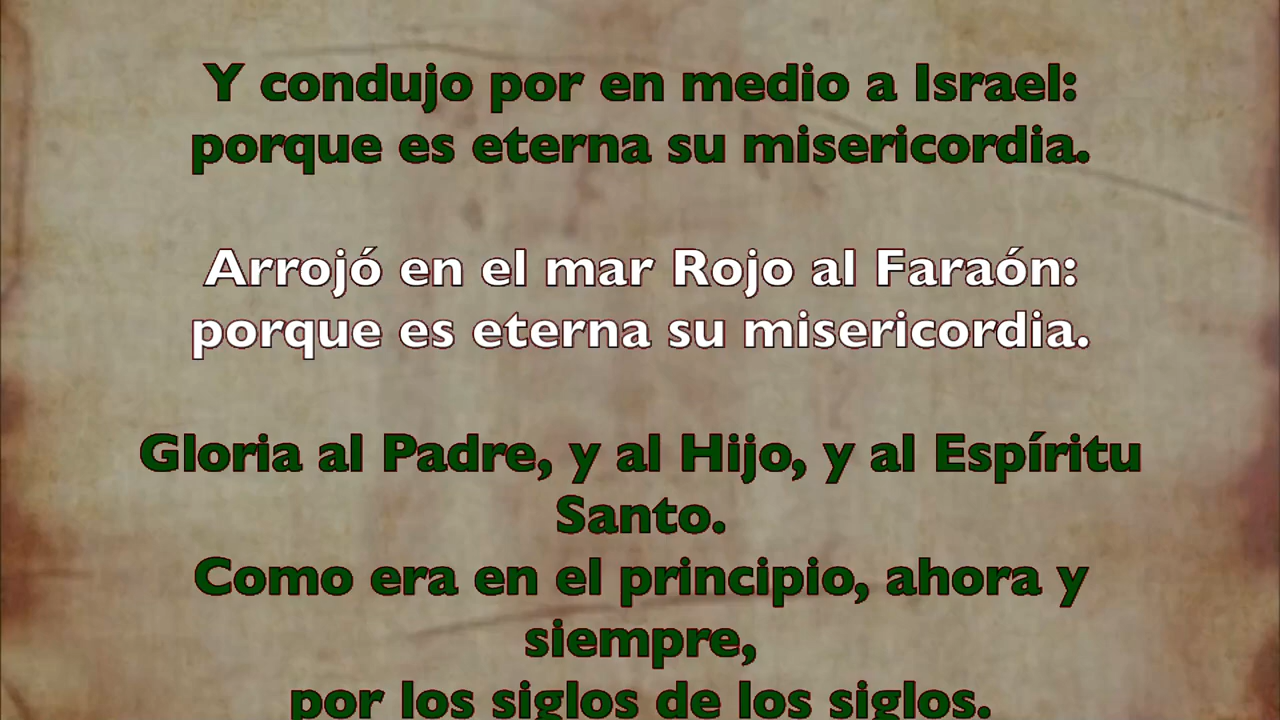 Y condujo por en medio a Israel:
porque es eterna su misericordia.
Arrojó en el mar Rojo al Faraón:
porque es eterna su misericordia.
Gloria al Padre, y al Hijo, y al Espíritu
Santo.
Como era en el principio, ahora y
siempre,
por los siglos de los siglos.